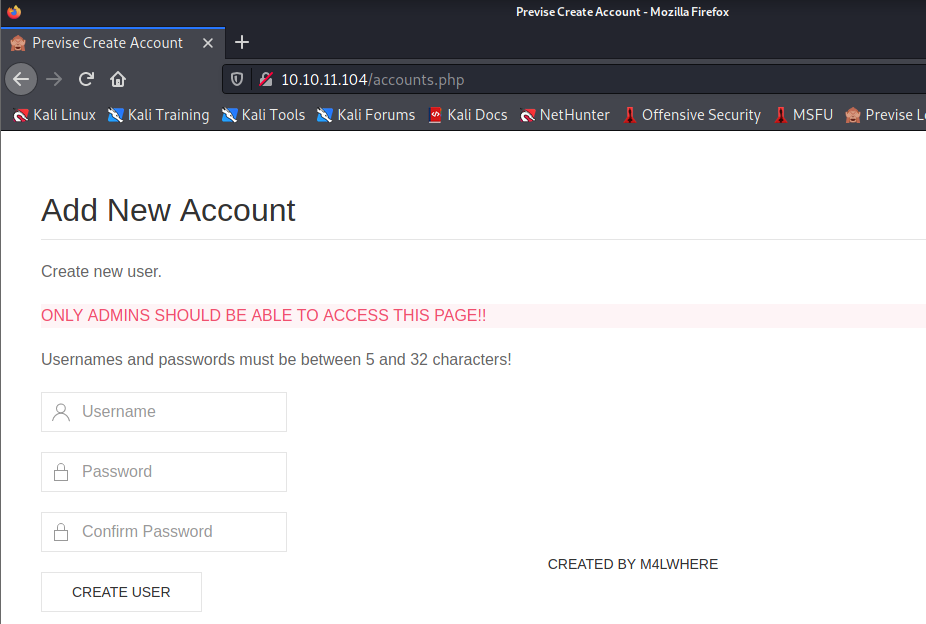 Previse Create Account - Mozilla Firefox
Previse Create Account
10.10.11.104/accounts.php
Kali Linux Kali Training Kali Tools Kali Forums Kali Docs NetHunter Offensive Security MSFU Previse L
Add New Account
Create new user.
ONLY ADMINS SHOULD BE ABLE TO ACCESS THIS PAGE!!
Usernames and passwords must be between 5 and 32 characters!
Username
Password
Confirm Password
CREATED BY M4LWHERE
CREATE USER